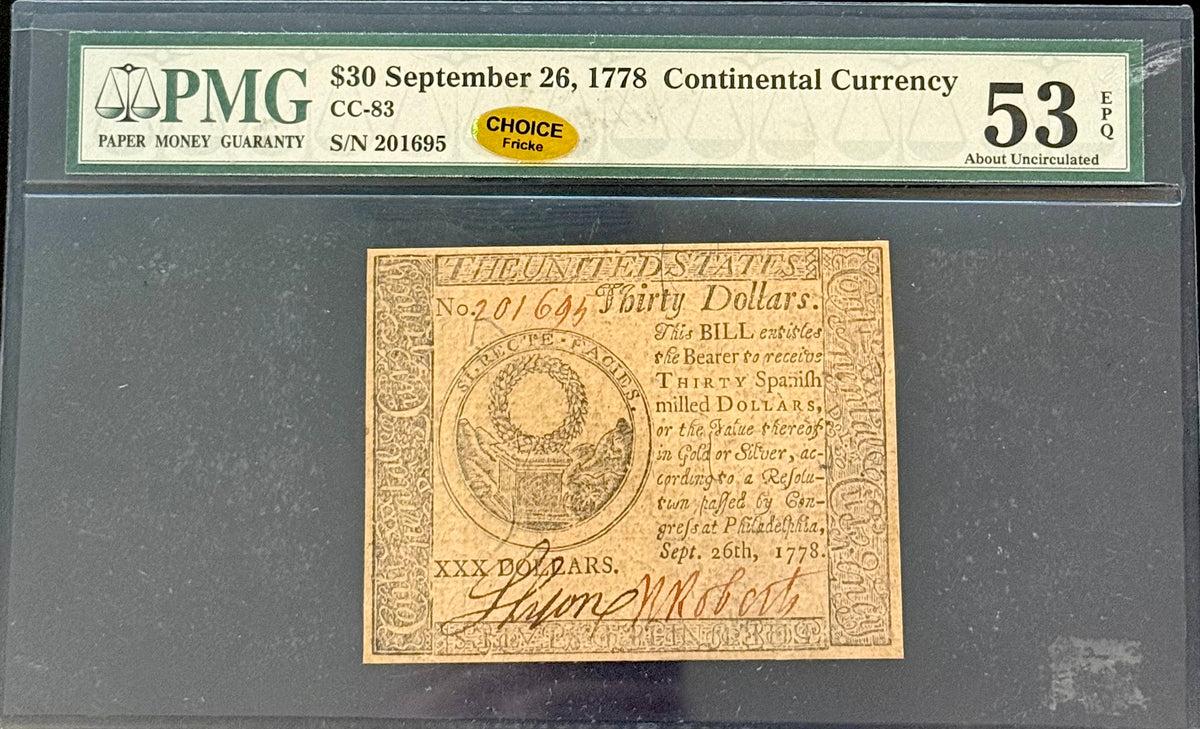 PMG
PAPER MONEY GUARANTY
$30 September 26, 1778 Continental Currency
CC-83
S/N 201695
CHOICE
Fricke
53
EPQ
About Uncirculated
THE UNITED STATES
No. 201695 Thirty Dollars.
SI RECTE FACIES.
This BILL entitles
the Bearer to receive
THIRTY Spanish
milled DOLLARS,
or the Value thereof
in Gold or Silver, ac-
cording to a Resolu-
tion passed by Con-
gress at Philadelphia,
Sept. 26th, 1778.
XXX DOLLARS.
N Roberts